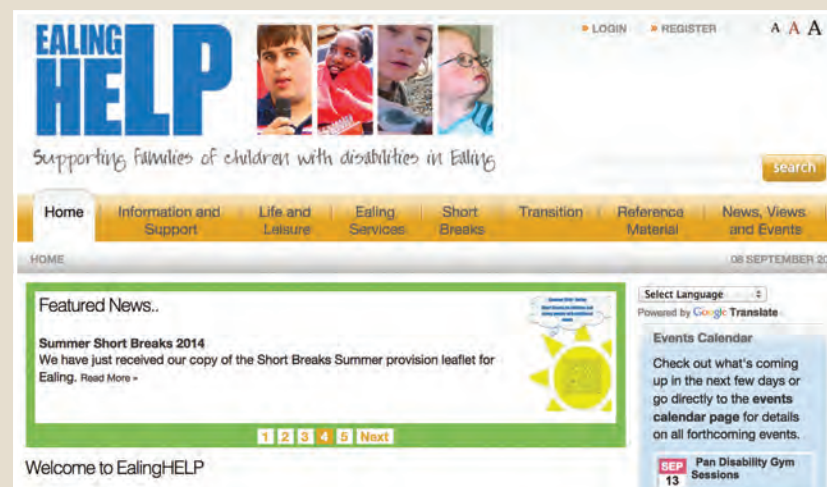 EALING
HELP
» LOGIN » REGISTER A A A
Supporting families of children with disabilities in Ealing
search
Home Information and Support Life and Leisure Ealing Services Short Breaks Transition Reference Material News, Views and Events
HOME 08 SEPTEMBER 20
Featured News..
Summer Short Breaks 2014
We have just received our copy of the Short Breaks Summer provision leaflet for
Ealing. Read More »
1 2 3 4 5 Next
Welcome to EalingHELP
Select Language
Powered by Google Translate
Events Calendar
Check out what's coming
up in the next few days or
go directly to the events
calendar page for details
on all forthcoming events.
SEP
13
Pan Disability Gym
Sessions